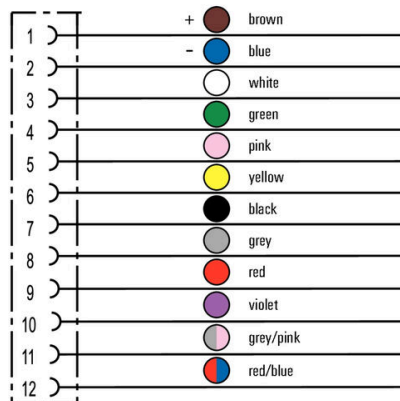 + brown
1
- blue
2
white
3
green
4
pink
5
yellow
6
black
7
grey
8
red
9
violet
10
grey/pink
11
red/blue
12